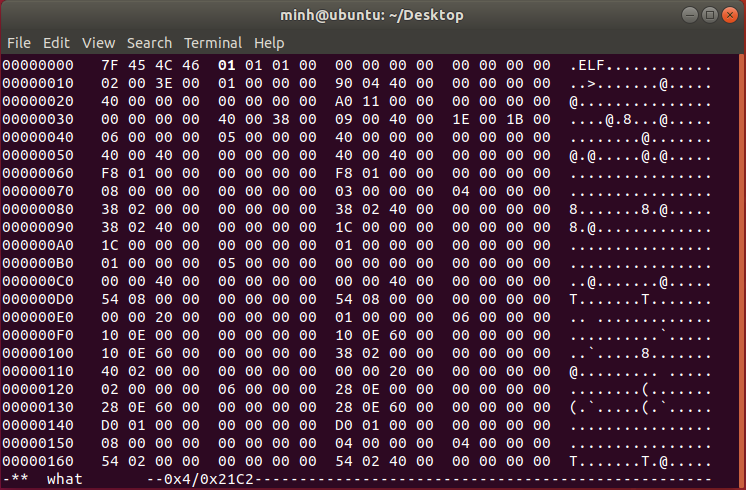 minh@ubuntu: ~/Desktop
File Edit View Search Terminal Help
00000000 7F 45 4C 46 01 01 01 00 00 00 00 00 00 00 00 00 .ELF............
00000010 02 00 3E 00 01 00 00 00 90 04 40 00 00 00 00 00 ..>.......@.....
00000020 40 00 00 00 00 00 00 00 A0 11 00 00 00 00 00 00 @...............
00000030 00 00 00 00 40 00 38 00 09 00 40 00 1E 00 1B 00 ....@.8...@.....
00000040 06 00 00 00 05 00 00 00 40 00 00 00 00 00 00 00 ........@.......
00000050 40 00 40 00 00 00 00 00 40 00 40 00 00 00 00 00 @.@.....@.@.....
00000060 F8 01 00 00 00 00 00 00 F8 01 00 00 00 00 00 00 ................
00000070 08 00 00 00 00 00 00 00 03 00 00 00 04 00 00 00 ................
00000080 38 02 00 00 00 00 00 00 38 02 40 00 00 00 00 00 8.......8.@.....
00000090 38 02 40 00 00 00 00 00 1C 00 00 00 00 00 00 00 8.@.............
000000A0 1C 00 00 00 00 00 00 00 01 00 00 00 00 00 00 00 ................
000000B0 01 00 00 00 05 00 00 00 00 00 00 00 00 00 00 00 ................
000000C0 00 00 40 00 00 00 00 00 00 00 40 00 00 00 00 00 ..@.......@.....
000000D0 54 08 00 00 00 00 00 00 54 08 00 00 00 00 00 00 T.......T.......
000000E0 00 00 20 00 00 00 00 00 01 00 00 00 06 00 00 00 .. .............
000000F0 10 0E 00 00 00 00 00 00 10 0E 60 00 00 00 00 00 ..........`.....
00000100 10 0E 60 00 00 00 00 00 38 02 00 00 00 00 00 00 ..`.....8.......
00000110 40 02 00 00 00 00 00 00 00 00 20 00 00 00 00 00 @......... .....
00000120 02 00 00 00 06 00 00 00 28 0E 00 00 00 00 00 00 ........(.......
00000130 28 0E 60 00 00 00 00 00 28 0E 60 00 00 00 00 00 (.`.....(.`.....
00000140 D0 01 00 00 00 00 00 00 D0 01 00 00 00 00 00 00 ................
00000150 08 00 00 00 00 00 00 00 04 00 00 00 04 00 00 00 ................
00000160 54 02 00 00 00 00 00 00 54 02 40 00 00 00 00 00 T.......T.@.....
-** what --0x4/0x21C2---------------------------------------------------